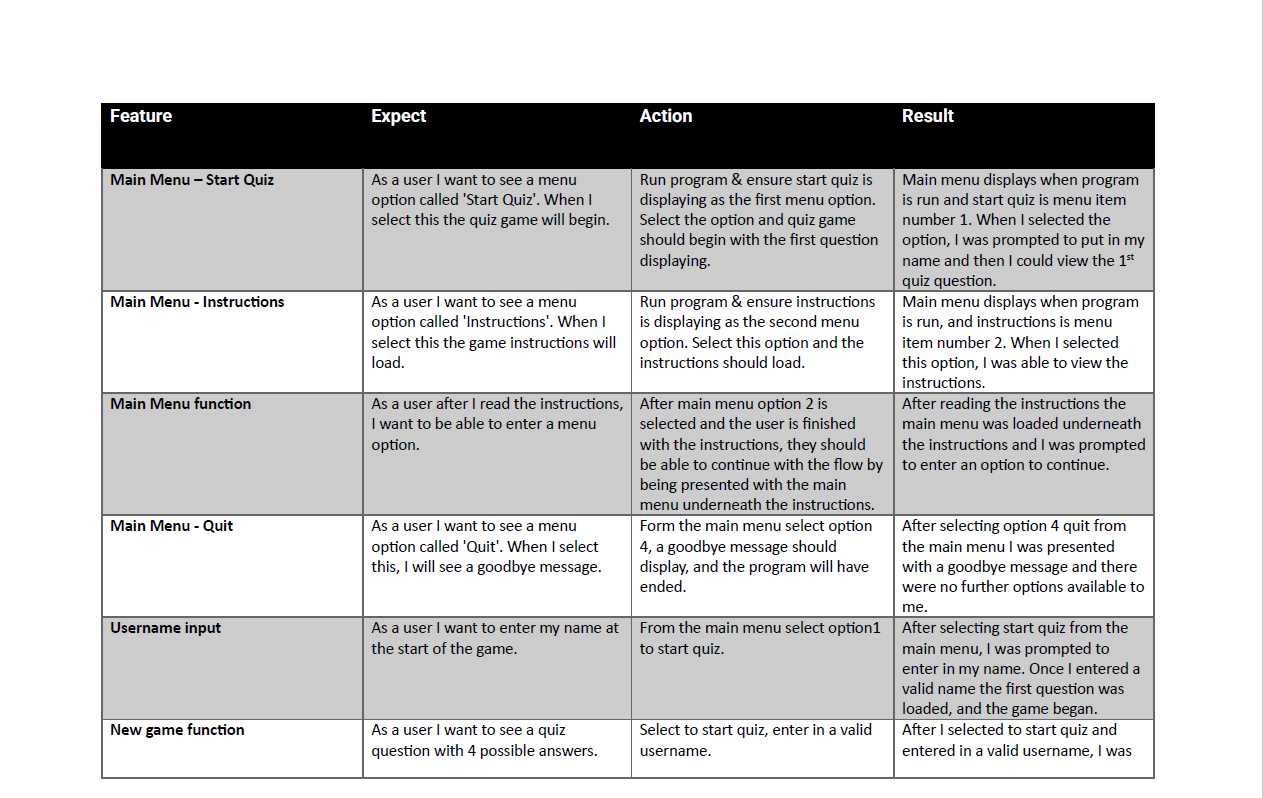 Feature
Expect
Action
Result
Main Menu – Start Quiz
As a user I want to see a menu
option called 'Start Quiz'. When I
select this the quiz game will begin.
Run program & ensure start quiz is
displaying as the first menu option.
Select the option and quiz game
should begin with the first question
displaying.
Main menu displays when program
is run and start quiz is menu item
number 1. When I selected the
option, I was prompted to put in my
name and then I could view the 1st
quiz question.
Main Menu - Instructions
As a user I want to see a menu
option called 'Instructions'. When I
select this the game instructions will
load.
Run program & ensure instructions
is displaying as the second menu
option. Select this option and the
instructions should load.
Main menu displays when program
is run, and instructions is menu
item number 2. When I selected
this option, I was able to view the
instructions.
Main Menu function
As a user after I read the instructions,
I want to be able to enter a menu
option.
After main menu option 2 is
selected and the user is finished
with the instructions, they should
be able to continue with the flow by
being presented with the main
menu underneath the instructions.
After reading the instructions the
main menu was loaded underneath
the instructions and I was prompted
to enter an option to continue.
Main Menu - Quit
As a user I want to see a menu
option called 'Quit'. When I select
this, I will see a goodbye message.
Form the main menu select option
4, a goodbye message should
display, and the program will have
ended.
After selecting option 4 quit from
the main menu I was presented
with a goodbye message and there
were no further options available to
me.
Username input
As a user I want to enter my name at
the start of the game.
From the main menu select option1
to start quiz.
After selecting start quiz from the
main menu, I was prompted to
enter in my name. Once I entered a
valid name the first question was
loaded, and the game began.
New game function
As a user I want to see a quiz
question with 4 possible answers.
Select to start quiz, enter in a valid
username.
After I selected to start quiz and
entered in a valid username, I was